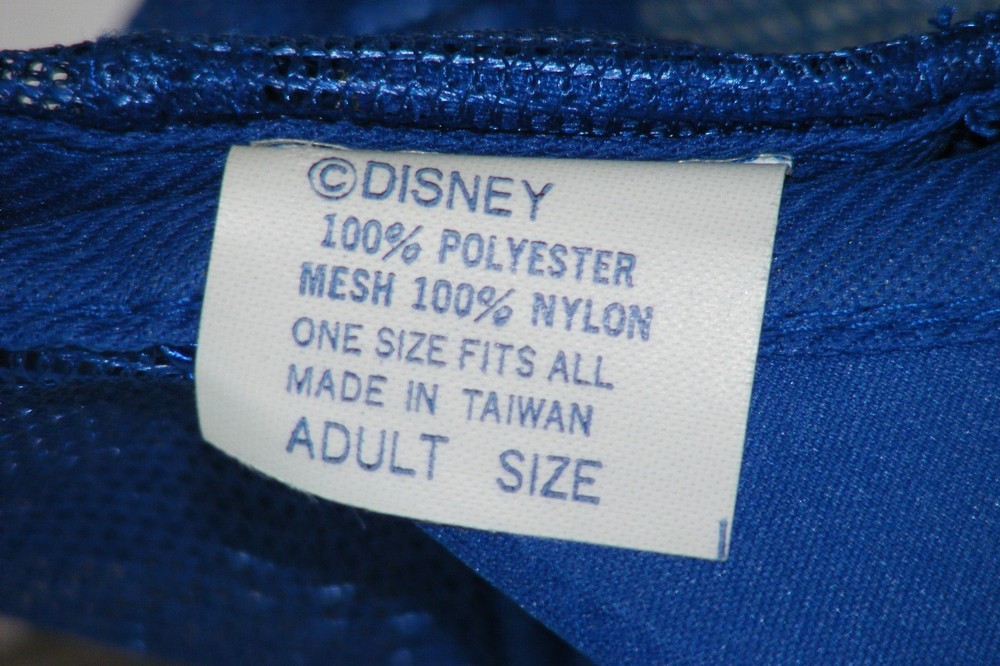 ©DISNEY
100% POLYESTER
MESH 100% NYLON
ONE SIZE FITS ALL
MADE IN TAIWAN
ADULT SIZE